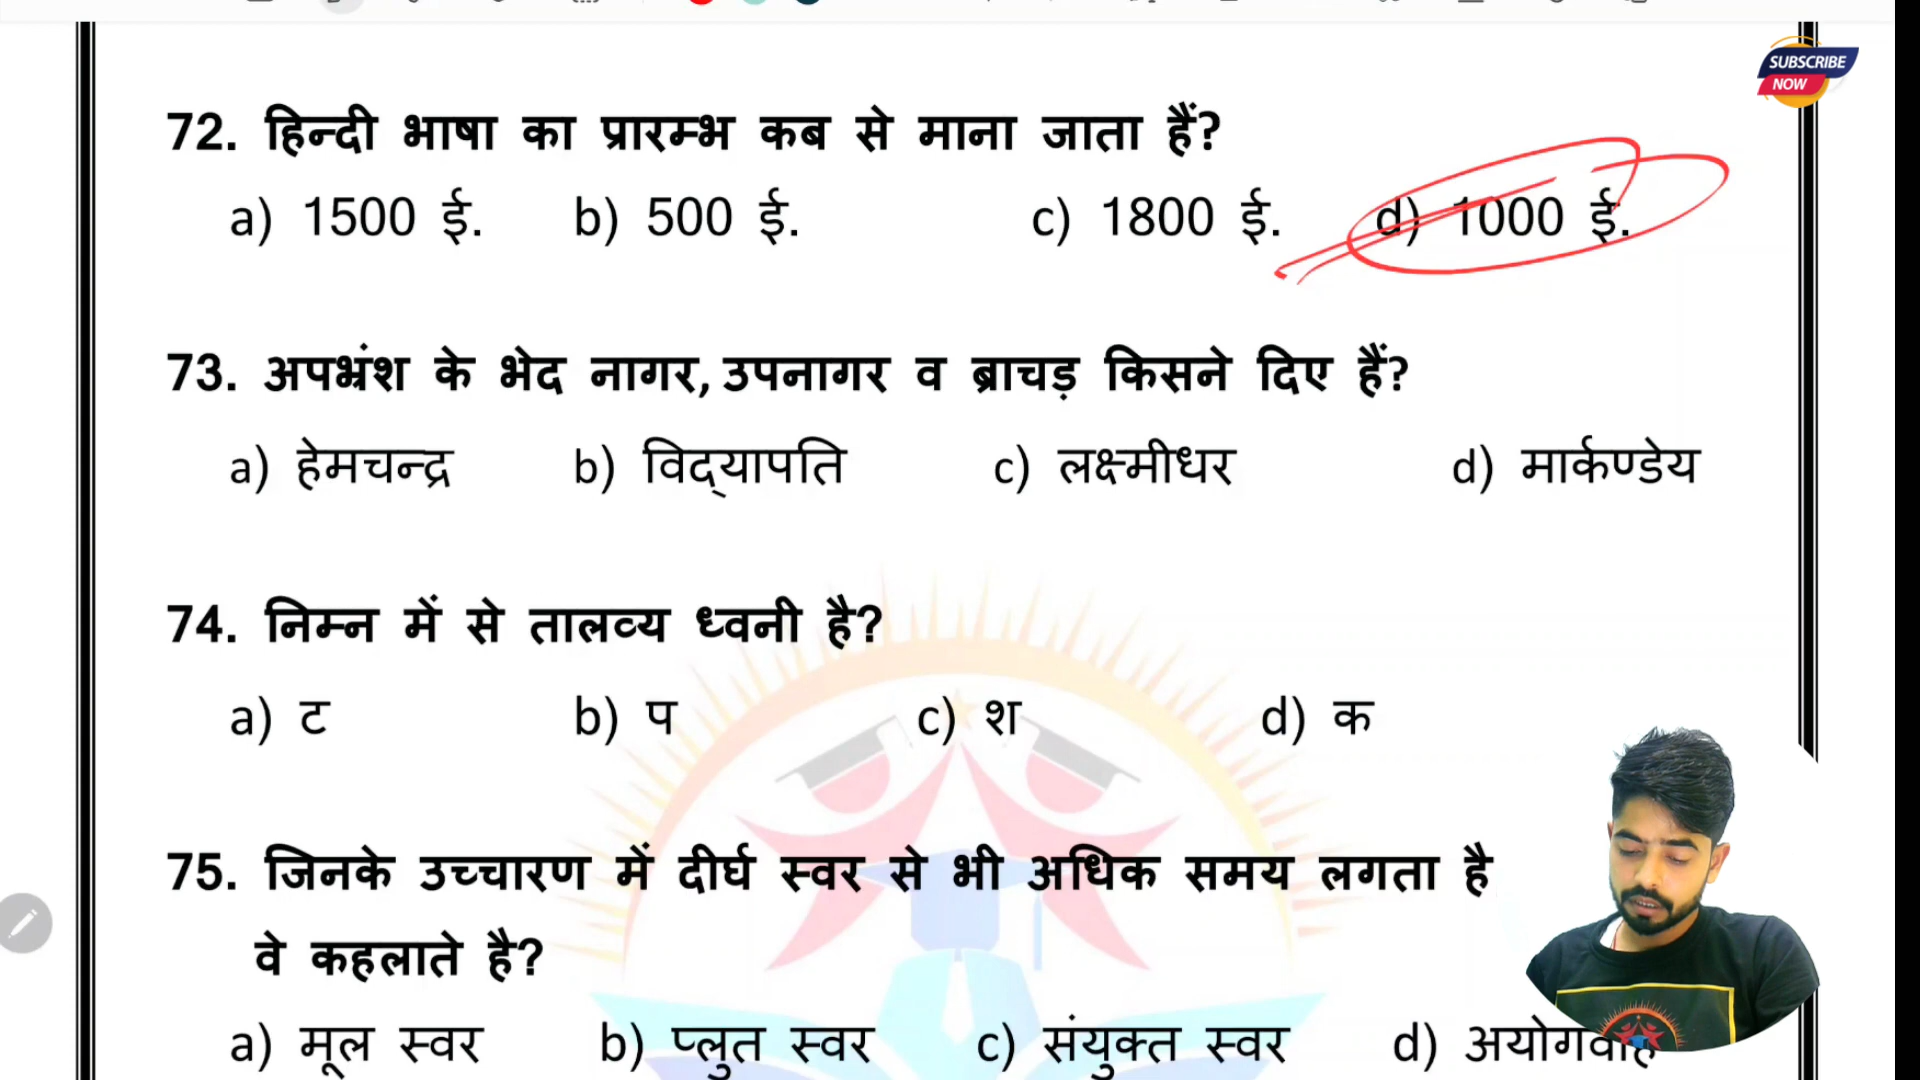 SUBSCRIBE
NOW
72. हिन्दी भाषा का प्रारम्भ कब से माना जाता हैं?
a) 1500 ई. b) 500 ई. c) 1800 ई. d) 1000 ई.
73. अपभ्रंश के भेद नागर, उपनागर व ब्राचड़ किसने दिए हैं?
a) हेमचन्द्र b) विद्यापति c) लक्ष्मीधर d) मार्कण्डेय
74. निम्न में से तालव्य ध्वनी है?
a) ट b) प c) श d) क
75. जिनके उच्चारण में दीर्घ स्वर से भी अधिक समय लगता है
वे कहलाते है?
a) मूल स्वर b) प्लुत स्वर c) संयुक्त स्वर d) अयोगवाह